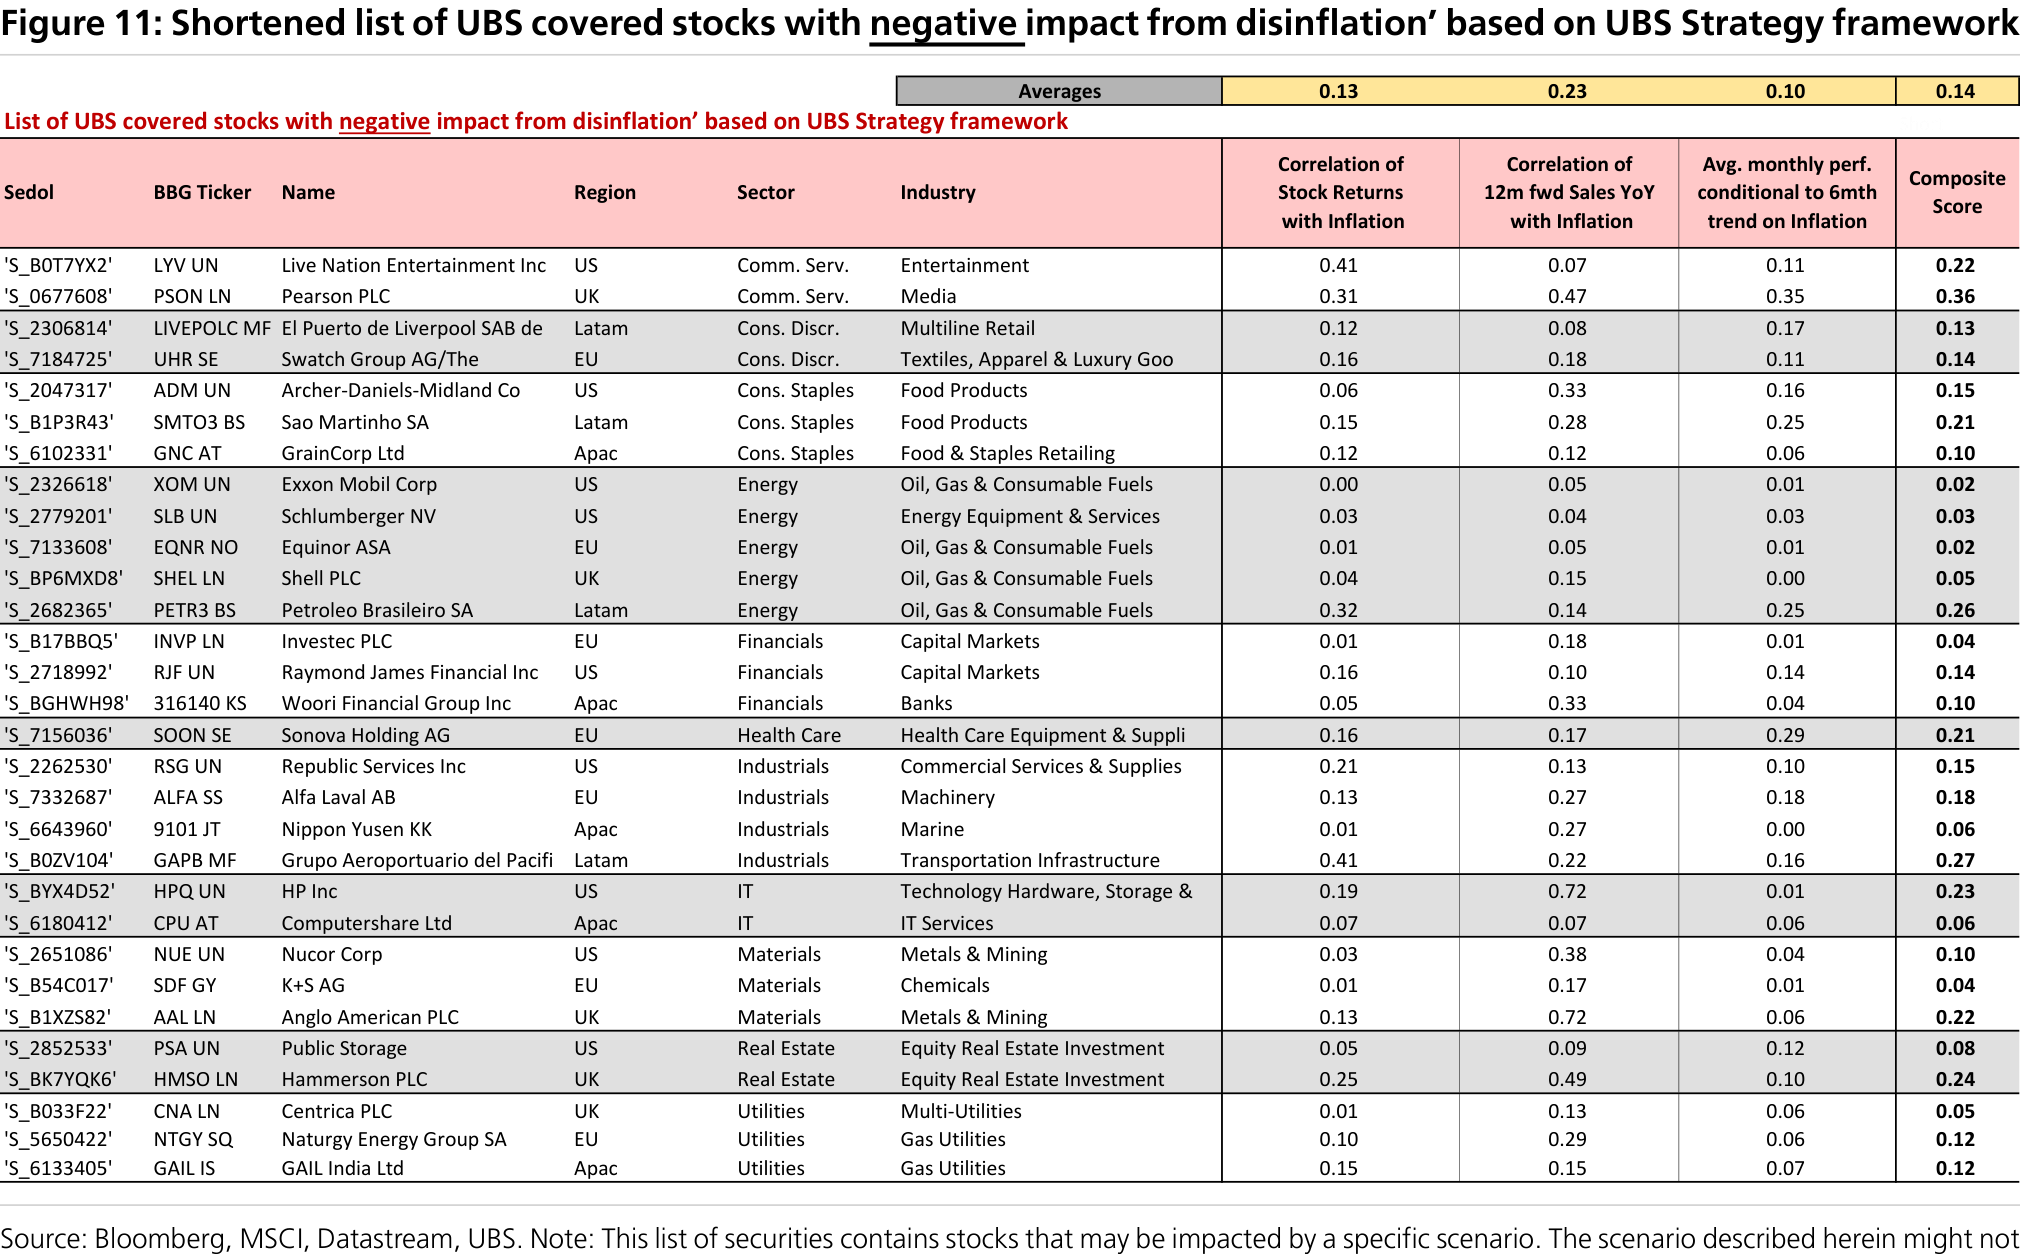 Figure 11: Shortened list of UBS covered stocks with negative impact from disinflation’ based on UBS Strategy framework
Averages 0.13 0.23 0.10 0.14
List of UBS covered stocks with negative impact from disinflation’ based on UBS Strategy framework
Sedol BBG Ticker Name Region Sector Industry Correlation of Stock Returns with Inflation Correlation of 12m fwd Sales YoY with Inflation Avg. monthly perf. conditional to 6mth trend on Inflation Composite Score
'S_B0T7YX2' LYV UN Live Nation Entertainment Inc US Comm. Serv. Entertainment 0.41 0.07 0.11 0.22
'S_0677608' PSON LN Pearson PLC UK Comm. Serv. Media 0.31 0.47 0.35 0.36
'S_2306814' LIVEPOLC MF El Puerto de Liverpool SAB de Latam Cons. Discr. Multiline Retail 0.12 0.08 0.17 0.13
'S_7184725' UHR SE Swatch Group AG/The EU Cons. Discr. Textiles, Apparel & Luxury Goo 0.16 0.18 0.11 0.14
'S_2047317' ADM UN Archer-Daniels-Midland Co US Cons. Staples Food Products 0.06 0.33 0.16 0.15
'S_B1P3R43' SMTO3 BS Sao Martinho SA Latam Cons. Staples Food Products 0.15 0.28 0.25 0.21
'S_6102331' GNC AT GrainCorp Ltd Apac Cons. Staples Food & Staples Retailing 0.12 0.12 0.06 0.10
'S_2326618' XOM UN Exxon Mobil Corp US Energy Oil, Gas & Consumable Fuels 0.00 0.05 0.01 0.02
'S_2779201' SLB UN Schlumberger NV US Energy Energy Equipment & Services 0.03 0.04 0.03 0.03
'S_7133608' EQNR NO Equinor ASA EU Energy Oil, Gas & Consumable Fuels 0.01 0.05 0.01 0.02
'S_BP6MXD8' SHEL LN Shell PLC UK Energy Oil, Gas & Consumable Fuels 0.04 0.15 0.00 0.05
'S_2682365' PETR3 BS Petroleo Brasileiro SA Latam Energy Oil, Gas & Consumable Fuels 0.32 0.14 0.25 0.26
'S_B17BBQ5' INVP LN Investec PLC EU Financials Capital Markets 0.01 0.18 0.01 0.04
'S_2718992' RJF UN Raymond James Financial Inc US Financials Capital Markets 0.16 0.10 0.14 0.14
'S_BGHWH98' 316140 KS Woori Financial Group Inc Apac Financials Banks 0.05 0.33 0.04 0.10
'S_7156036' SOON SE Sonova Holding AG EU Health Care Health Care Equipment & Suppli 0.16 0.17 0.29 0.21
'S_2262530' RSG UN Republic Services Inc US Industrials Commercial Services & Supplies 0.21 0.13 0.10 0.15
'S_7332687' ALFA SS Alfa Laval AB EU Industrials Machinery 0.13 0.27 0.18 0.18
'S_6643960' 9101 JT Nippon Yusen KK Apac Industrials Marine 0.01 0.27 0.00 0.06
'S_B0ZV104' GAPB MF Grupo Aeroportuario del Pacifi Latam Industrials Transportation Infrastructure 0.41 0.22 0.16 0.27
'S_BYX4D52' HPQ UN HP Inc US IT Technology Hardware, Storage & 0.19 0.72 0.01 0.23
'S_6180412' CPU AT Computershare Ltd Apac IT IT Services 0.07 0.07 0.06 0.06
'S_2651086' NUE UN Nucor Corp US Materials Metals & Mining 0.03 0.38 0.04 0.10
'S_B54C017' SDF GY K+S AG EU Materials Chemicals 0.01 0.17 0.01 0.04
'S_B1XZS82' AAL LN Anglo American PLC UK Materials Metals & Mining 0.13 0.72 0.06 0.22
'S_2852533' PSA UN Public Storage US Real Estate Equity Real Estate Investment 0.05 0.09 0.12 0.08
'S_BK7YQK6' HMSO LN Hammerson PLC UK Real Estate Equity Real Estate Investment 0.25 0.49 0.10 0.24
'S_B033F22' CNA LN Centrica PLC UK Utilities Multi-Utilities 0.01 0.13 0.06 0.05
'S_5650422' NTGY SQ Naturgy Energy Group SA EU Utilities Gas Utilities 0.10 0.29 0.06 0.12
'S_6133405' GAIL IS GAIL India Ltd Apac Utilities Gas Utilities 0.15 0.15 0.07 0.12
Source: Bloomberg, MSCI, Datastream, UBS. Note: This list of securities contains stocks that may be impacted by a specific scenario. The scenario described herein might not